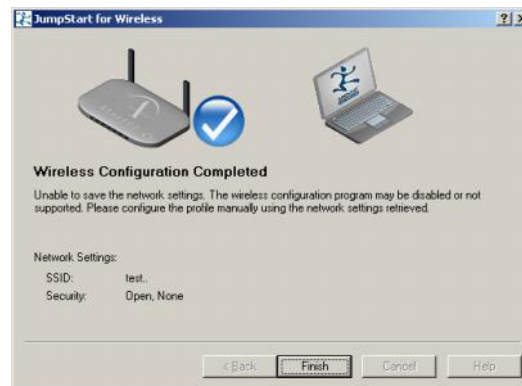 JumpStart for Wireless
Wireless Configuration Completed
Unable to save the network settings. The wireless configuration program may be disabled or not
supported. Please configure the profile manually using the network settings retrieved.
Network Settings:
SSID: test..
Security: Open, None
< Back Finish Cancel Help